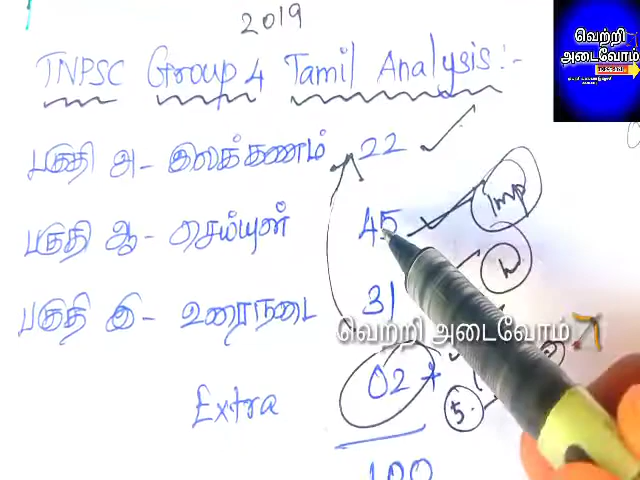 2019
TNPSC Group 4 Tamil Analysis:-
வெற்றி
அடைவோம்
பகுதி அ - இலக்கணம் 22
பகுதி ஆ - செய்யுள் 45
Imp
பகுதி இ - உரைநடை 31
வெற்றி அடைவோம்
Extra 02
5.
100